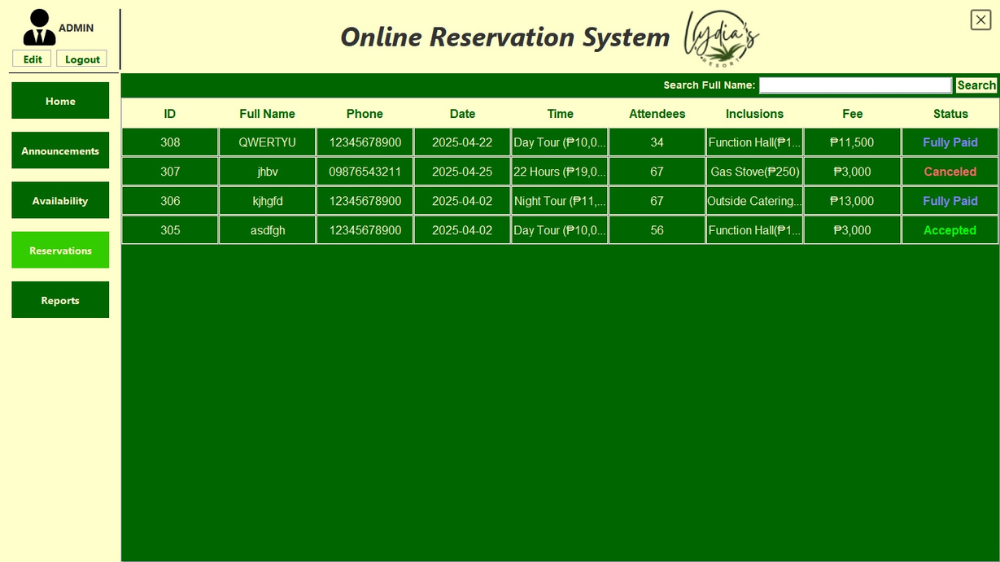 ADMIN
Edit Logout
Online Reservation System
Lydia's
RESORT
Search Full Name: Search
Home
Announcements
Availability
Reservations
Reports
ID Full Name Phone Date Time Attendees Inclusions Fee Status
308 QWERTYU 12345678900 2025-04-22 Day Tour (₱10,0... 34 Function Hall(₱1... ₱11,500 Fully Paid
307 jhbv 09876543211 2025-04-25 22 Hours (₱19,0... 67 Gas Stove(₱250) ₱3,000 Canceled
306 kjhgfd 12345678900 2025-04-02 Night Tour (₱11,... 67 Outside Catering... ₱13,000 Fully Paid
305 asdfgh 12345678900 2025-04-02 Day Tour (₱10,0... 56 Function Hall(₱1... ₱3,000 Accepted